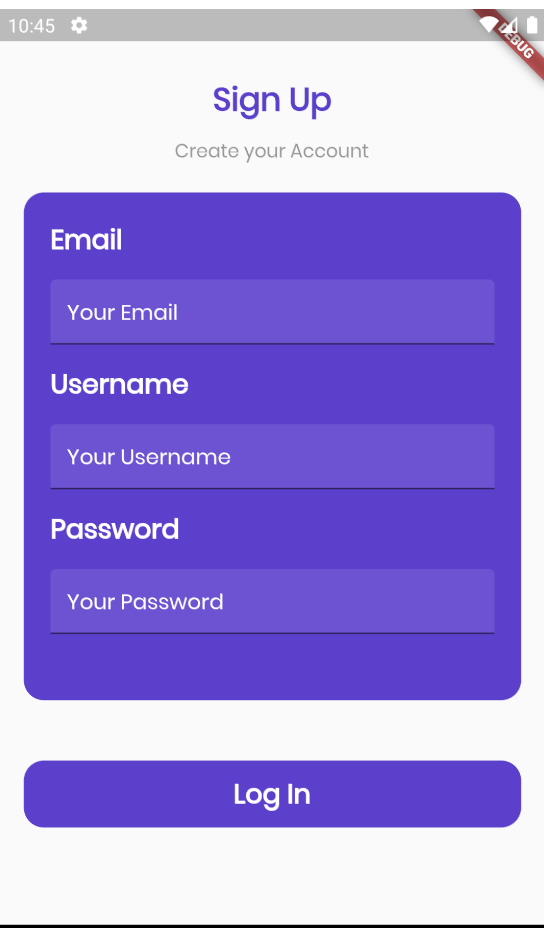 10:45
DEBUG
Sign Up
Create your Account
Email
Your Email
Username
Your Username
Password
Your Password
Log In